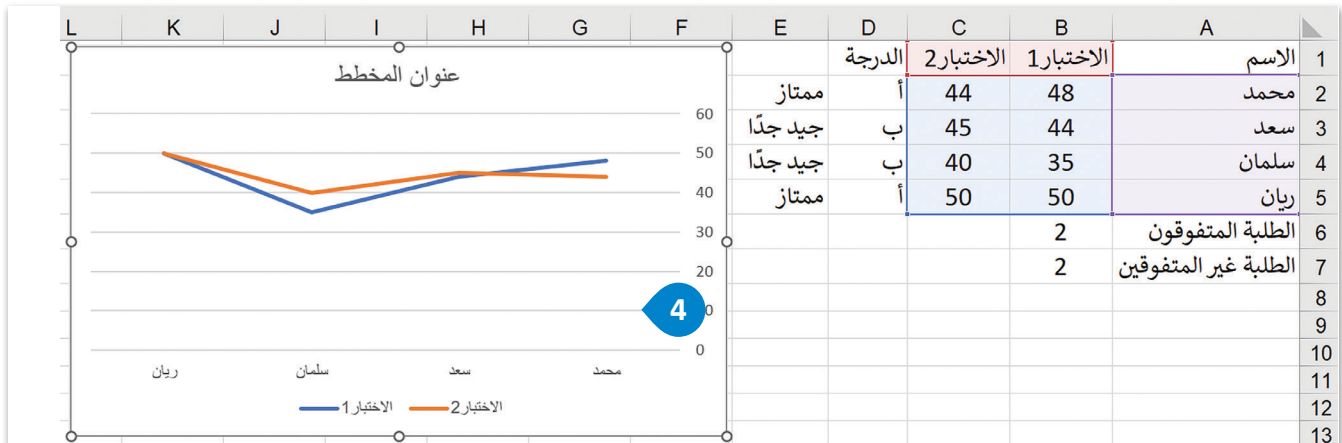 A B C D E F G H I J K L
1 الاسم الاختبار1 الاختبار2 الدرجة
2 محمد 48 44 أ ممتاز
3 سعد 44 45 ب جيد جدًا
4 سلمان 35 40 ب جيد جدًا
5 ريان 50 50 أ ممتاز
6 الطلبة المتفوقون 2
7 الطلبة غير المتفوقين 2
8
9
10
11
12
13
عنوان المخطط
60
50
40
30
20
0
4
0
محمد سعد سلمان ريان
الاختبار1 الاختبار2